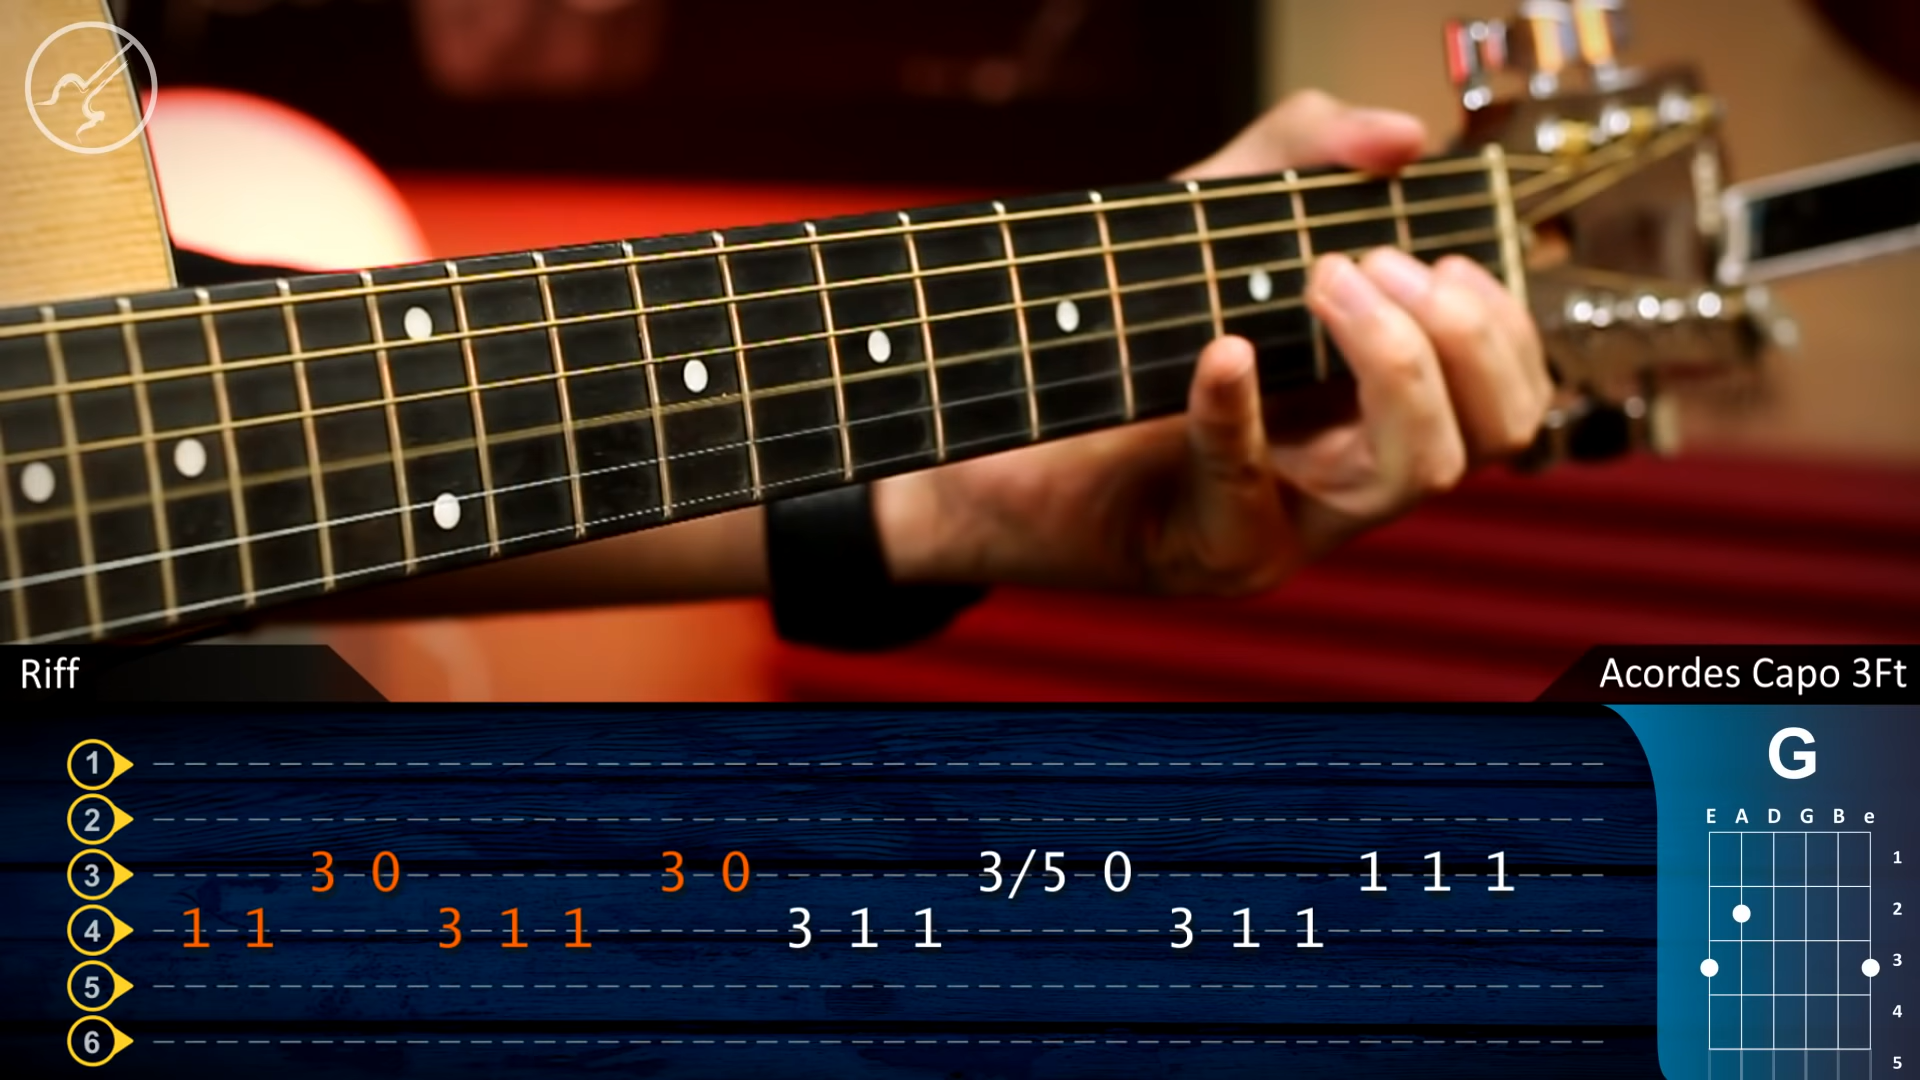 Riff
Acordes Capo 3Ft
G
E A D G B e
1
2
3
4
5
1
2
3 3 0 3 0 3/5 0 1 1 1
4 1 1 3 1 1 3 1 1 3 1 1
5
6